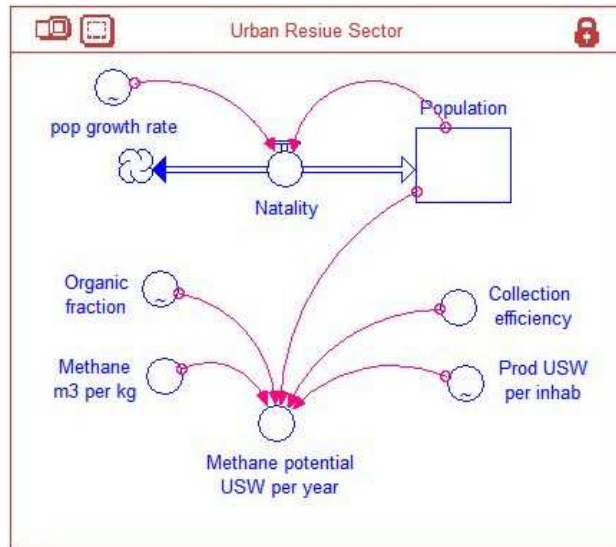 Urban Resiue Sector
Population
pop growth rate
~
Natality
Organic
fraction
~
Collection
efficiency
Methane
m3 per kg
Prod USW
per inhab
~
Methane potential
USW per year